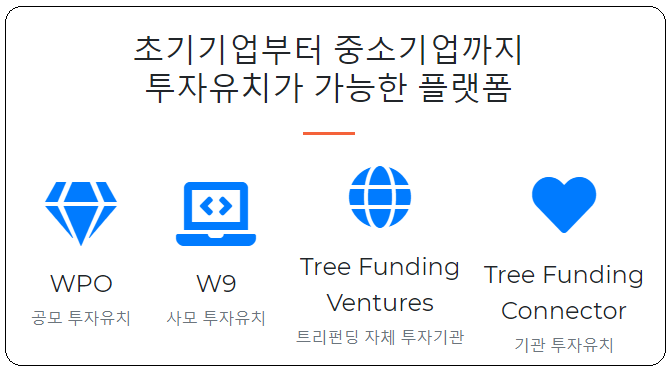 초기기업부터 중소기업까지
투자유치가 가능한 플랫폼
WPO
공모 투자유치
W9
사모 투자유치
Tree Funding
Ventures
트리펀딩 자체 투자기관
Tree Funding
Connector
기관 투자유치